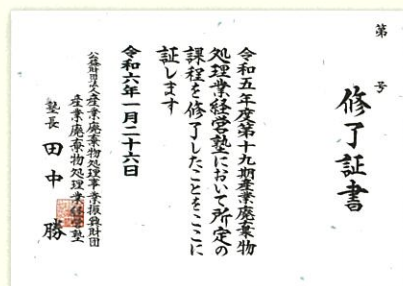 第 号
修了証書
令和五年度第十九期産業廃棄物
処理業経営塾において所定の
課程を修了したことをここに
証します
令和六年一月二十六日
公益財団法人産業廃棄物処理事業振興財団
産業廃棄物処理業経営塾
塾長 田中 勝